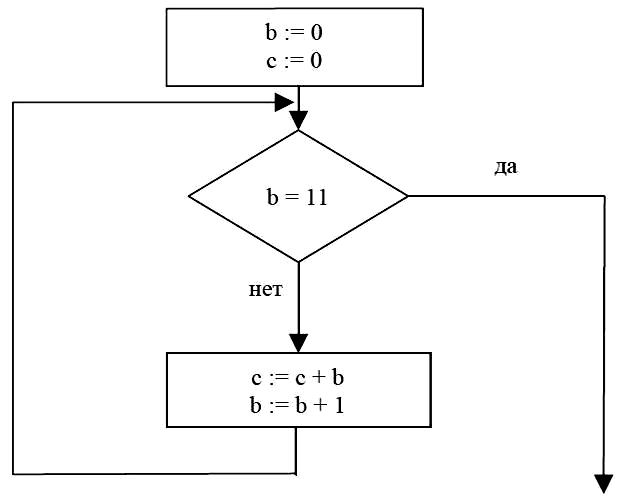 b := 0
c := 0
b = 11
да
нет
c := c + b
b := b + 1